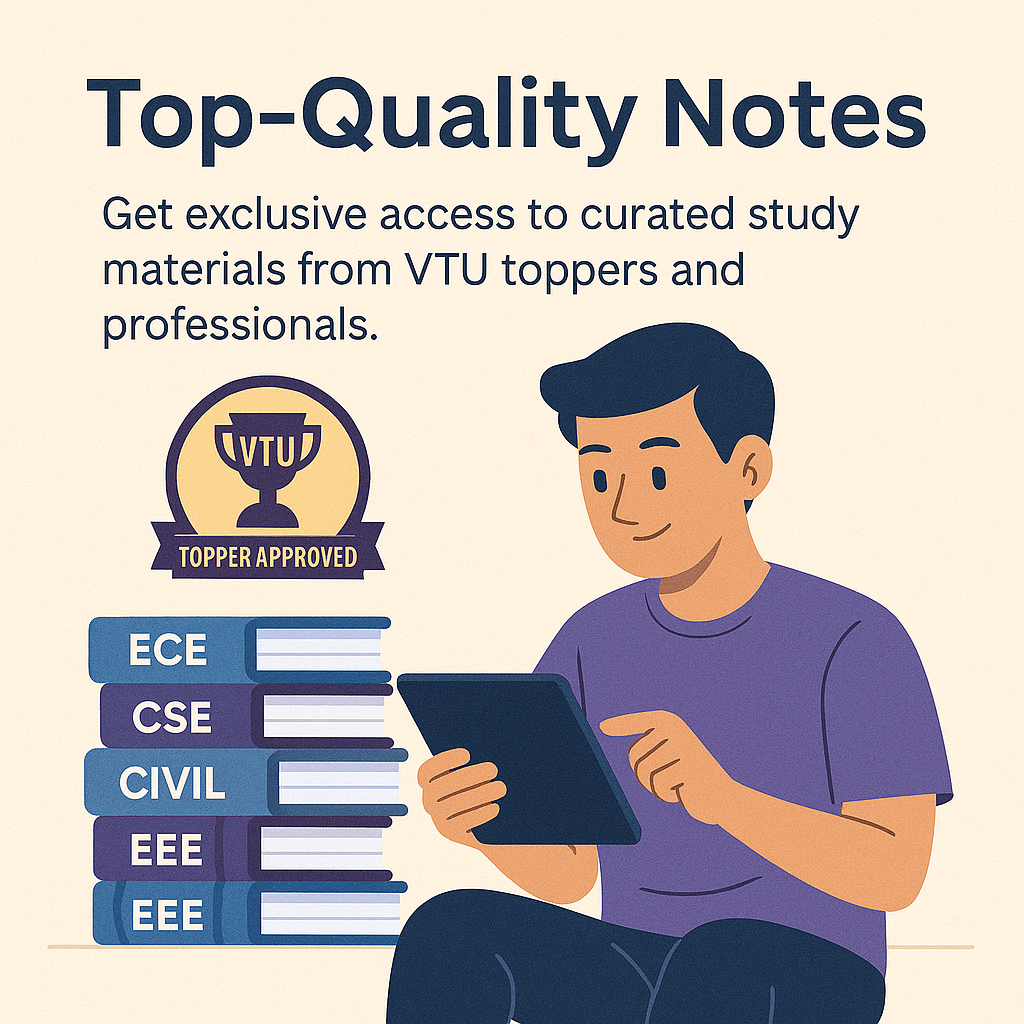 Top-Quality Notes
Get exclusive access to curated study
materials from VTU toppers and
professionals.
VTU
TOPPER APPROVED
ECE
CSE
CIVIL
EEE
EEE